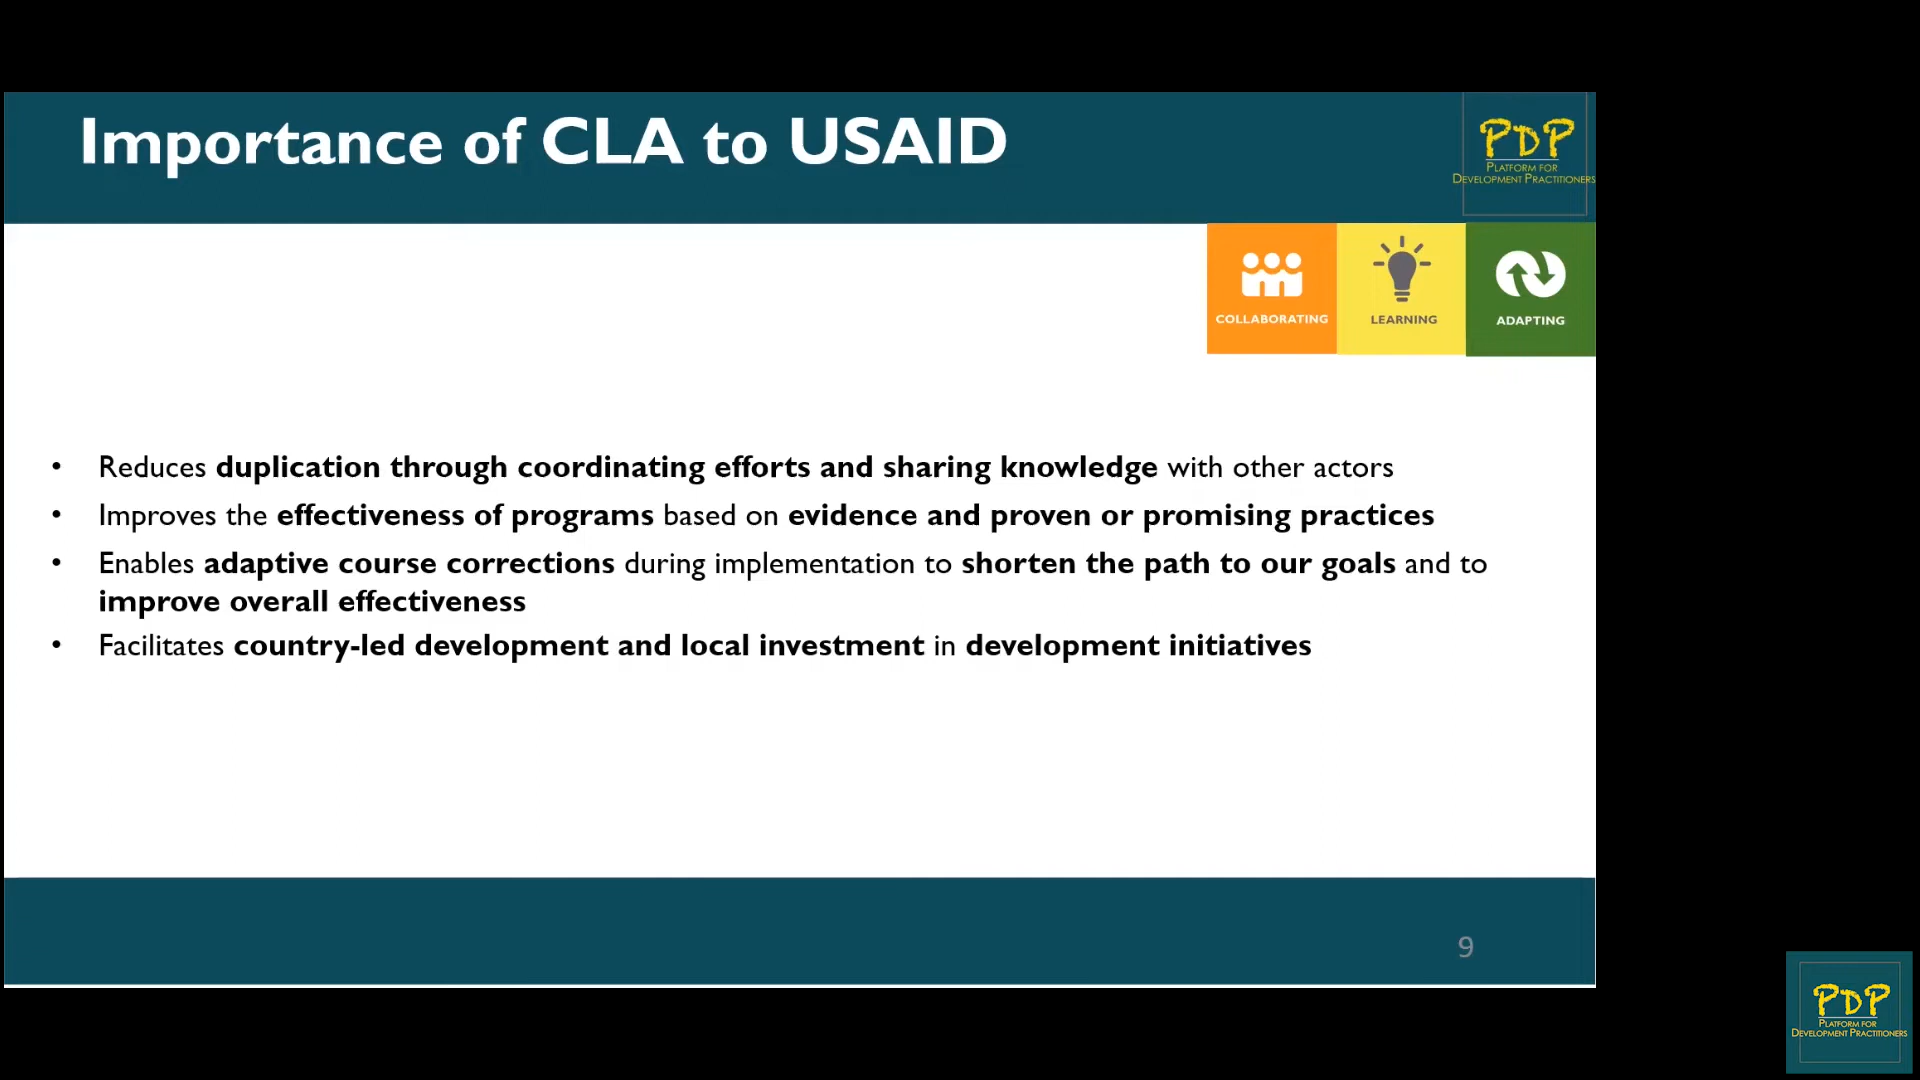 Importance of CLA to USAID
PDP
PLATFORM FOR
DEVELOPMENT PRACTITIONERS
COLLABORATING
LEARNING
ADAPTING
• Reduces duplication through coordinating efforts and sharing knowledge with other actors
• Improves the effectiveness of programs based on evidence and proven or promising practices
• Enables adaptive course corrections during implementation to shorten the path to our goals and to
improve overall effectiveness
• Facilitates country-led development and local investment in development initiatives
9
PDP
PLATFORM FOR
DEVELOPMENT PRACTITIONERS